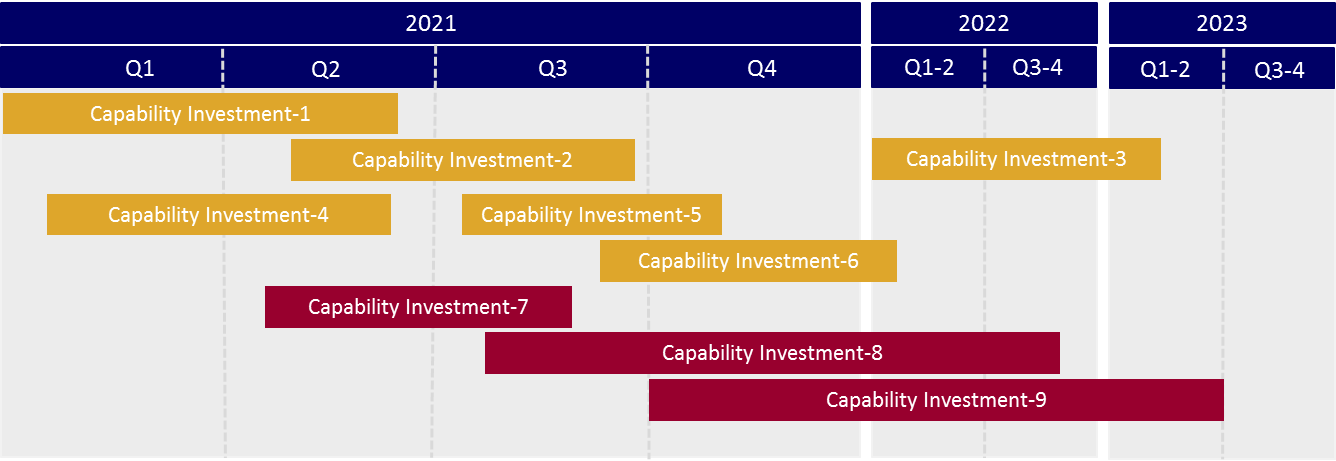 2021
2022
2023
Q1
Q2
Q3
Q4
Q1-2
Q3-4
Q1-2
Q3-4
Capability Investment-1
Capability Investment-2
Capability Investment-3
Capability Investment-4
Capability Investment-5
Capability Investment-6
Capability Investment-7
Capability Investment-8
Capability Investment-9